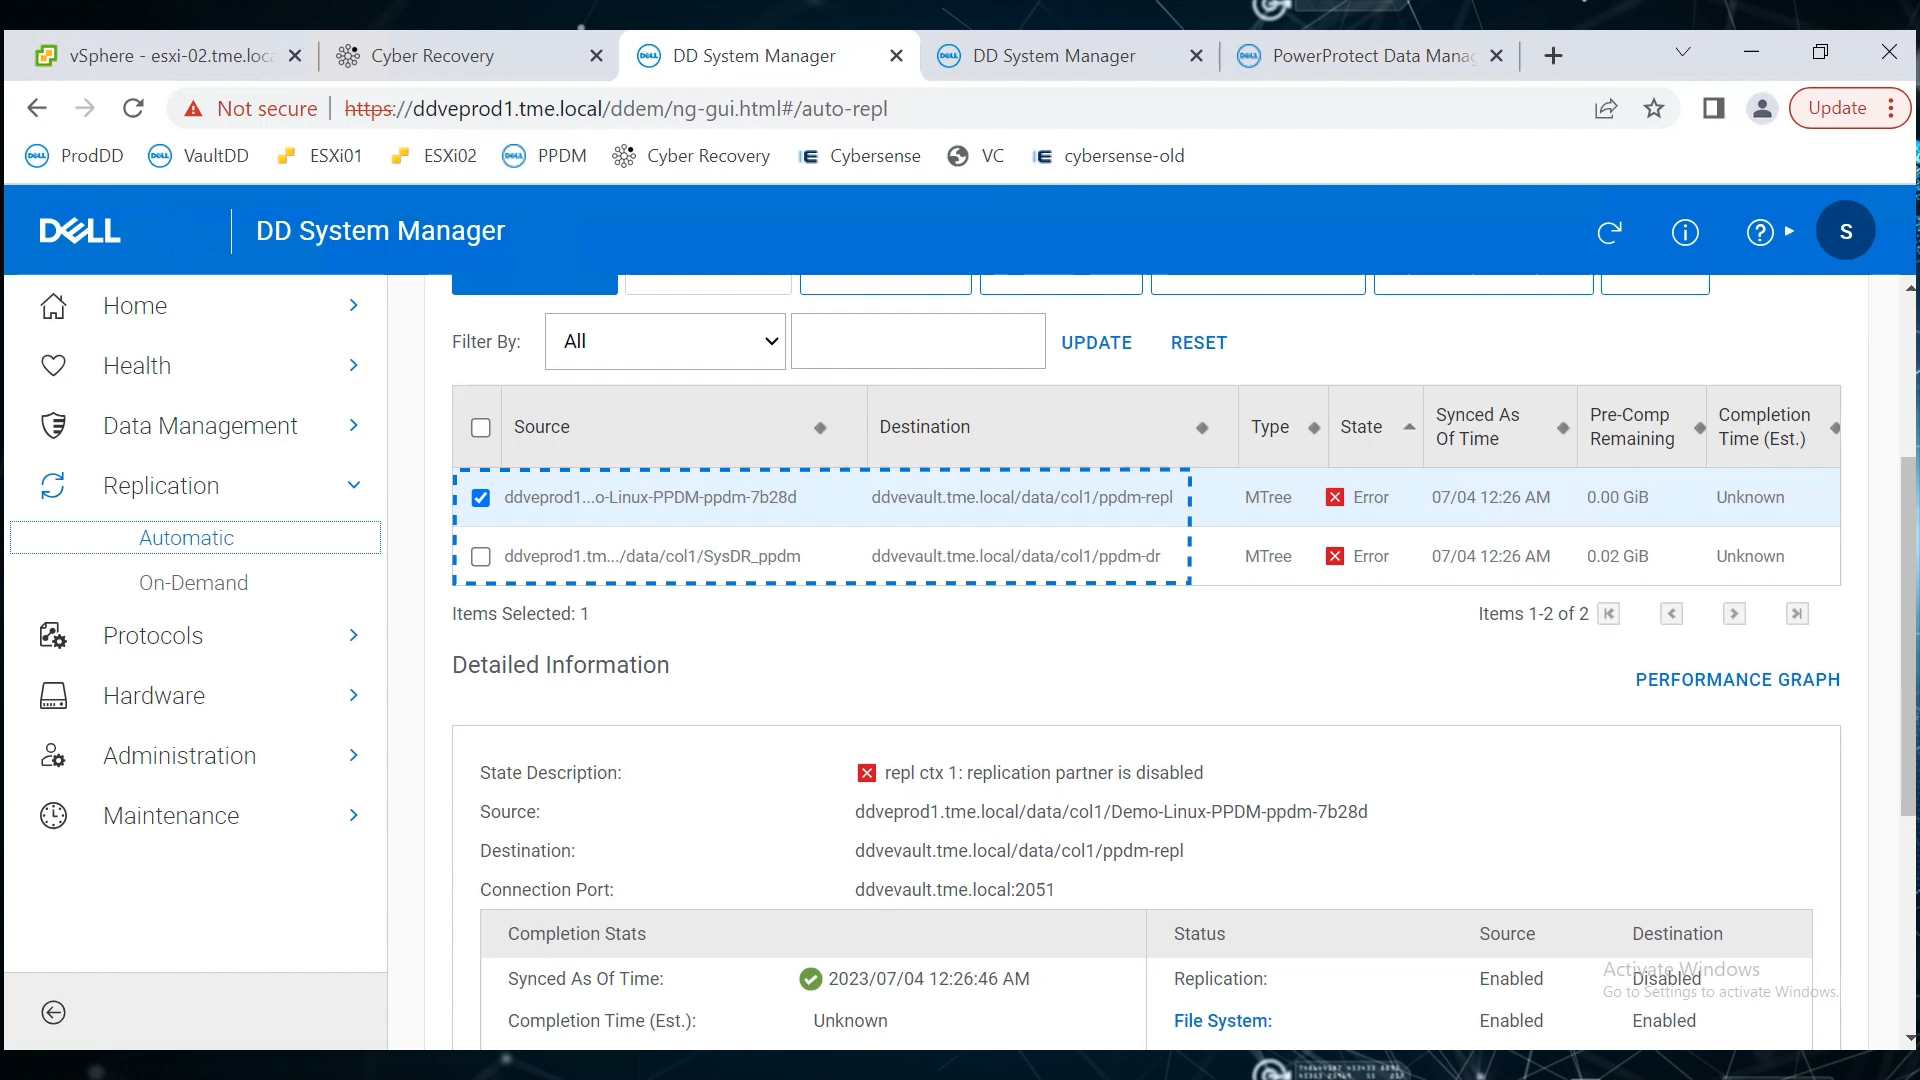 vSphere - esxi-02.tme.loca
Cyber Recovery
DD System Manager
DD System Manager
PowerProtect Data Manag
Not secure
https://ddveprod1.tme.local/ddem/ng-gui.html#/auto-repl
Update
ProdDD
VaultDD
ESXi01
ESXi02
PPDM
Cyber Recovery
Cybersense
VC
cybersense-old
DELL
DD System Manager
S
Home
Health
Data Management
Replication
Automatic
On-Demand
Protocols
Hardware
Administration
Maintenance
Filter By:
All
UPDATE
RESET
Source
Destination
Type
State
Synced As
Of Time
Pre-Comp
Remaining
Completion
Time (Est.)
ddveprod1...o-Linux-PPDM-ppdm-7b28d
ddvevault.tme.local/data/col1/ppdm-repl
MTree
Error
07/04 12:26 AM
0.00 GiB
Unknown
ddveprod1.tm.../data/col1/SysDR_ppdm
ddvevault.tme.local/data/col1/ppdm-dr
MTree
Error
07/04 12:26 AM
0.02 GiB
Unknown
Items Selected: 1
Items 1-2 of 2
Detailed Information
PERFORMANCE GRAPH
State Description:
repl ctx 1: replication partner is disabled
Source:
ddveprod1.tme.local/data/col1/Demo-Linux-PPDM-ppdm-7b28d
Destination:
ddvevault.tme.local/data/col1/ppdm-repl
Connection Port:
ddvevault.tme.local:2051
Completion Stats
Status
Source
Destination
Synced As Of Time:
2023/07/04 12:26:46 AM
Replication:
Enabled
Disabled
Completion Time (Est.):
Unknown
File System:
Enabled
Enabled
Activate Windows
Go to Settings to activate Windows.